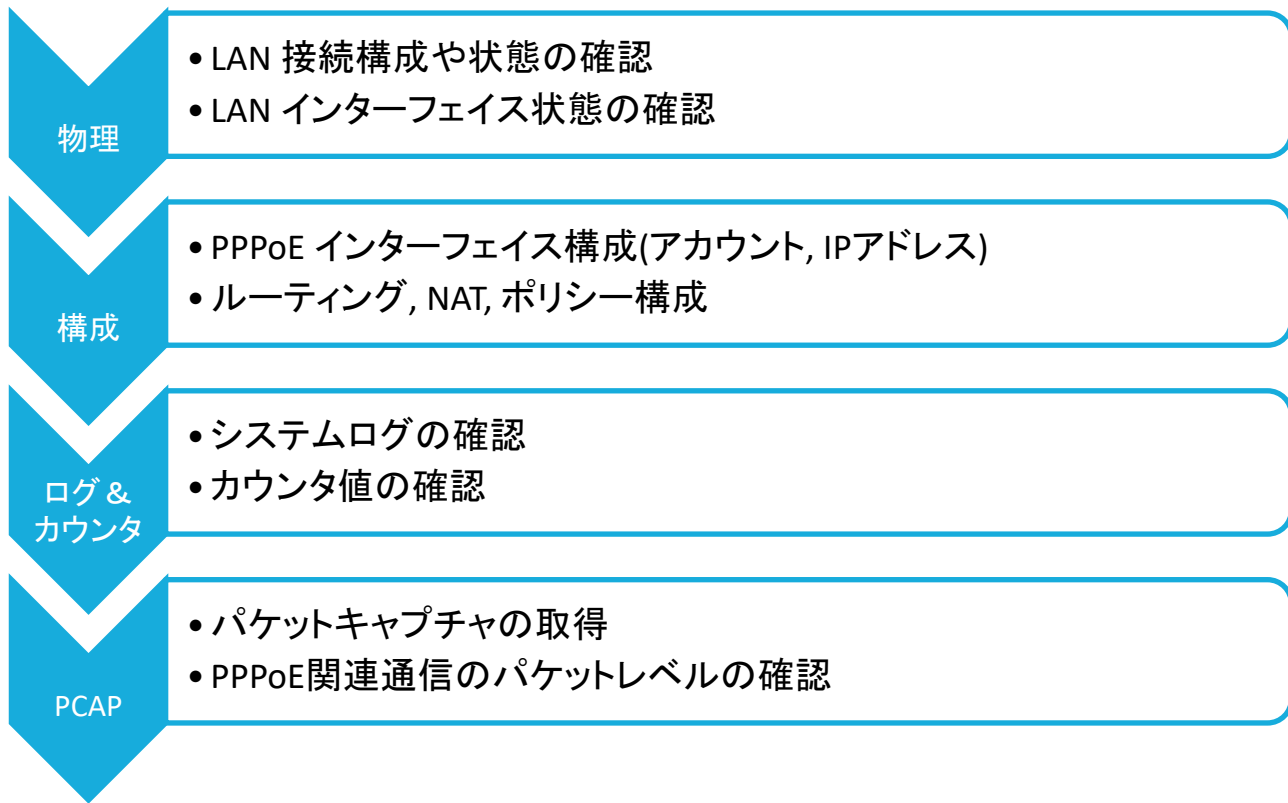 物理
• LAN 接続構成や状態の確認
• LAN インターフェイス状態の確認
構成
• PPPoE インターフェイス構成(アカウント, IPアドレス)
• ルーティング, NAT, ポリシー構成
ログ &
カウンタ
• システムログの確認
• カウンタ値の確認
PCAP
• パケットキャプチャの取得
• PPPoE関連通信のパケットレベルの確認